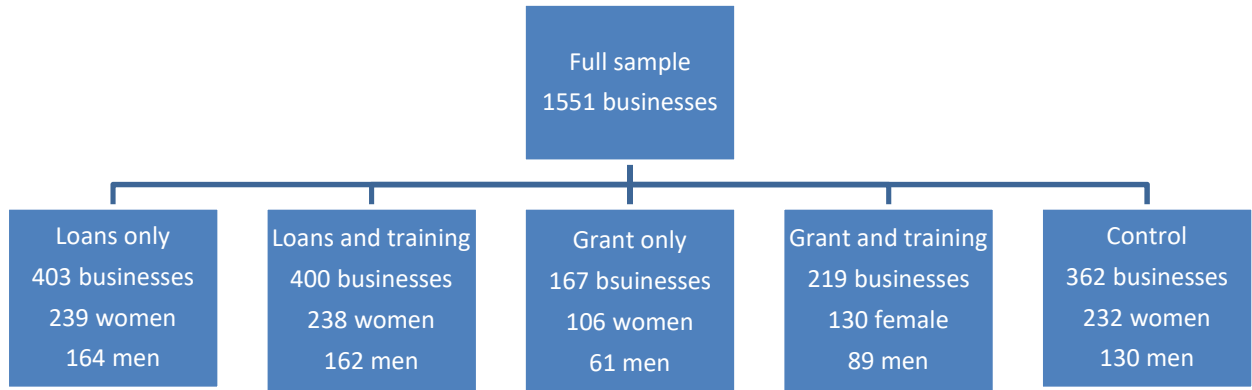 Full sample
1551 businesses
Loans only
403 businesses
239 women
164 men
Loans and training
400 businesses
238 women
162 men
Grant only
167 bsuinesses
106 women
61 men
Grant and training
219 businesses
130 female
89 men
Control
362 businesses
232 women
130 men